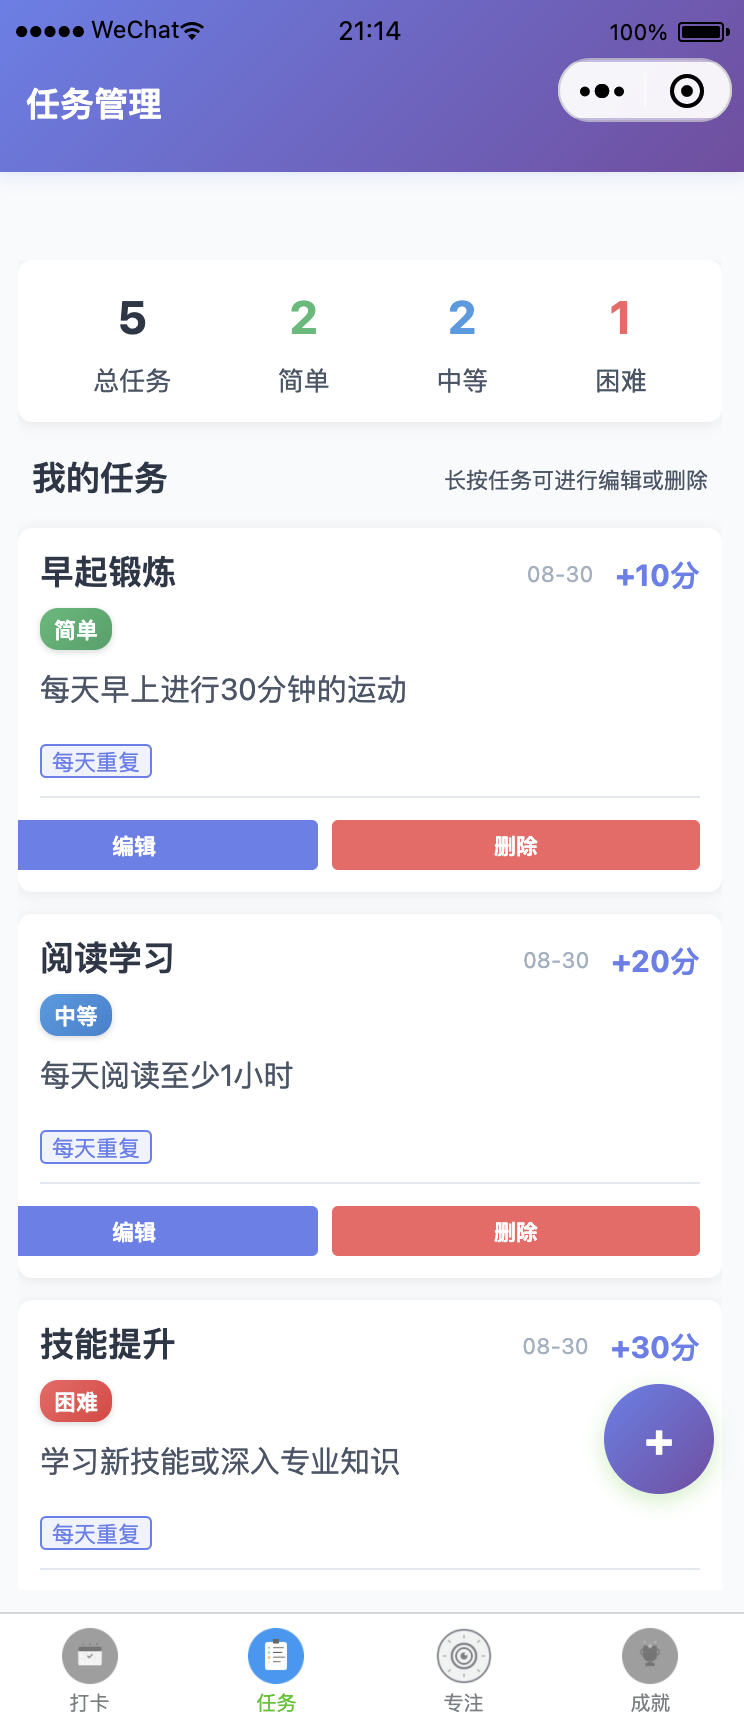 WeChat 21:14 100%
任务管理
5 2 2 1
总任务 简单 中等 困难
我的任务 长按任务可进行编辑或删除
早起锻炼 08-30 +10分
简单
每天早上进行30分钟的运动
每天重复
编辑 删除
阅读学习 08-30 +20分
中等
每天阅读至少1小时
每天重复
编辑 删除
技能提升 08-30 +30分
困难
学习新技能或深入专业知识
+
每天重复
打卡 任务 专注 成就